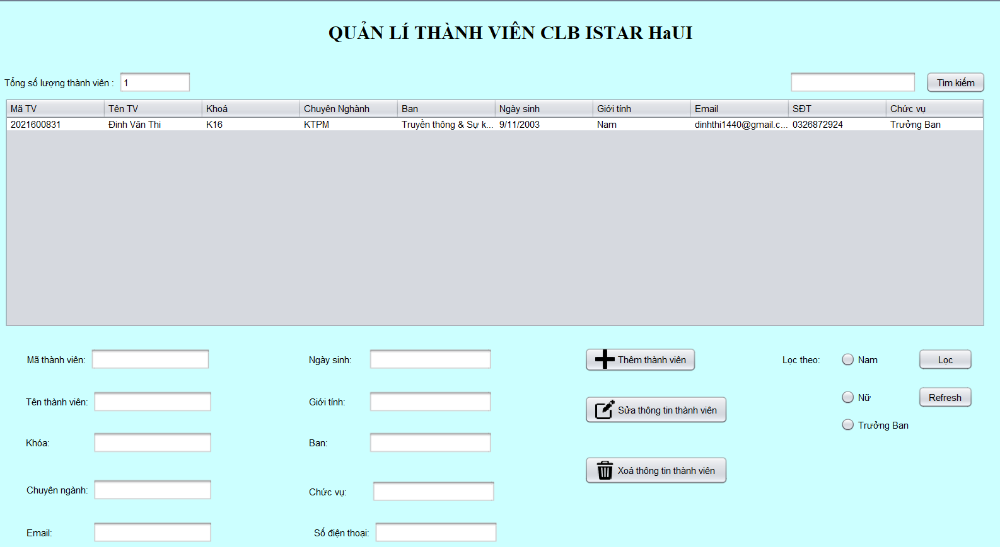 QUẢN LÍ THÀNH VIÊN CLB ISTAR HaUI
Tổng số lượng thành viên : 1 Tìm kiếm
Mã TV Tên TV Khoá Chuyên Nghành Ban Ngày sinh Giới tính Email SĐT Chức vụ
2021600831 Đinh Văn Thi K16 KTPM Truyền thông & Sự k... 9/11/2003 Nam dinhthi1440@gmail.c... 0326872924 Trưởng Ban
Mã thành viên: Ngày sinh: Thêm thành viên Lọc theo: Nam Lọc
Tên thành viên: Giới tính: Sửa thông tin thành viên Nữ Refresh
Trưởng Ban
Khóa: Ban:
Xoá thông tin thành viên
Chuyên ngành: Chức vụ:
Email: Số điện thoại: